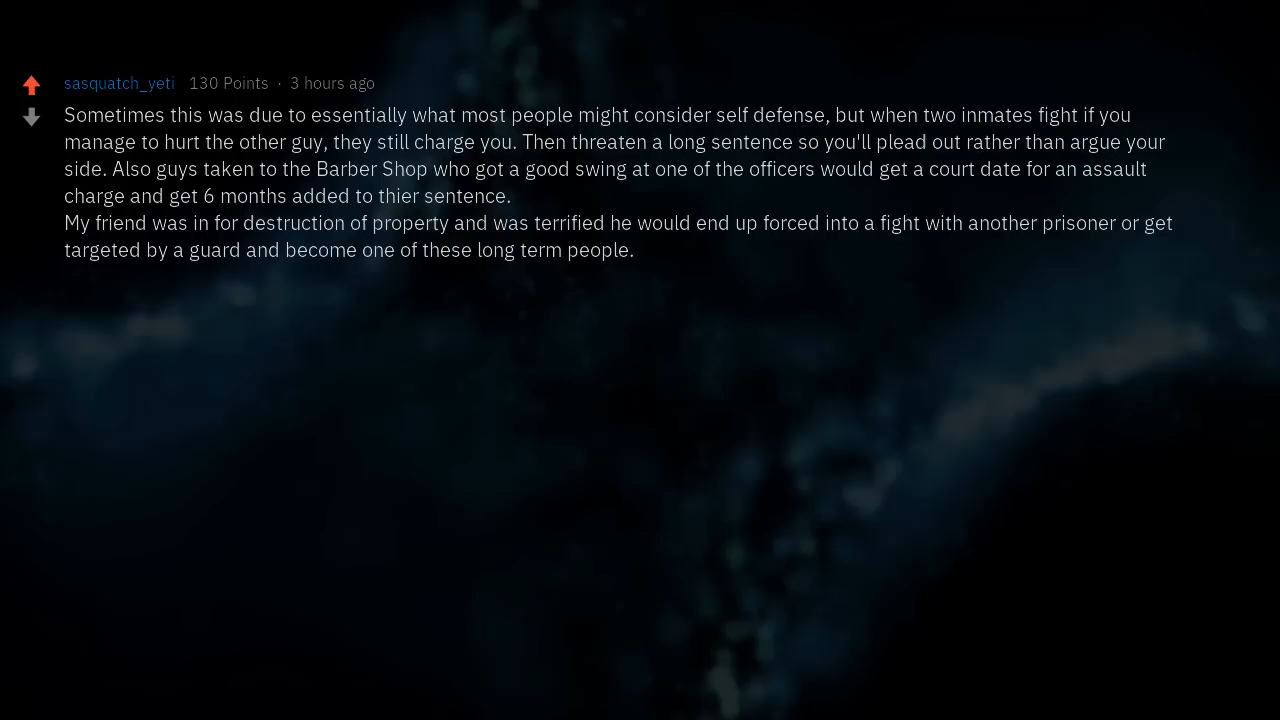 sasquatch_yeti 130 Points · 3 hours ago
Sometimes this was due to essentially what most people might consider self defense, but when two inmates fight if you
manage to hurt the other guy, they still charge you. Then threaten a long sentence so you'll plead out rather than argue your
side. Also guys taken to the Barber Shop who got a good swing at one of the officers would get a court date for an assault
charge and get 6 months added to thier sentence.
My friend was in for destruction of property and was terrified he would end up forced into a fight with another prisoner or get
targeted by a guard and become one of these long term people.